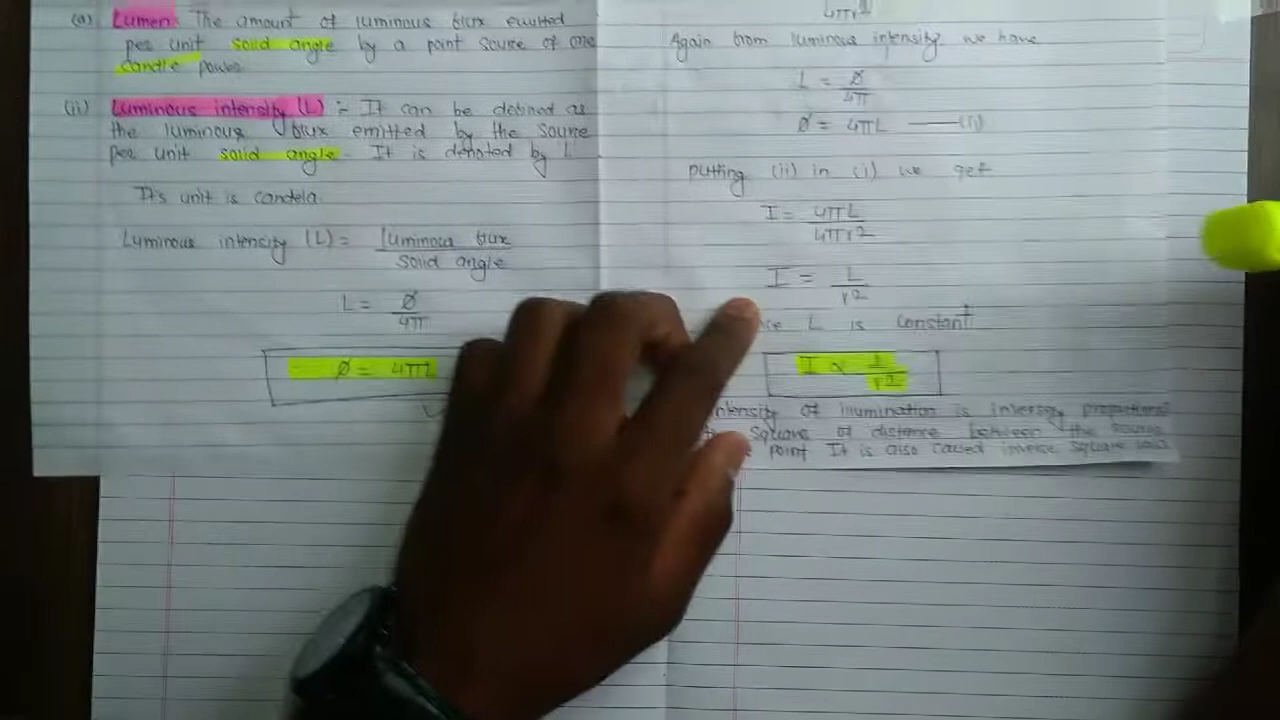 (a) Lumen: The amount of luminous flux emitted
per unit solid angle by a point source of one
candle power
(ii) Luminous intensity (L) :- It can be defined as
the luminous flux emitted by the source
per unit solid angle. It is denoted by L
It's unit is candela.
Luminous intensity (L) = luminous flux
solid angle
L = Ø
4π
Ø = 4πL
4πr2
Again from luminous intensity we have
L = Ø
4π
Ø = 4πL —(ii)
putting (ii) in (i) we get
I = 4πL
4πr2
I = L
r2
L is constant
I ∝ 1
r2
intensity of illumination is inversly proportional
square of distance between the source
point It is also called inverse square